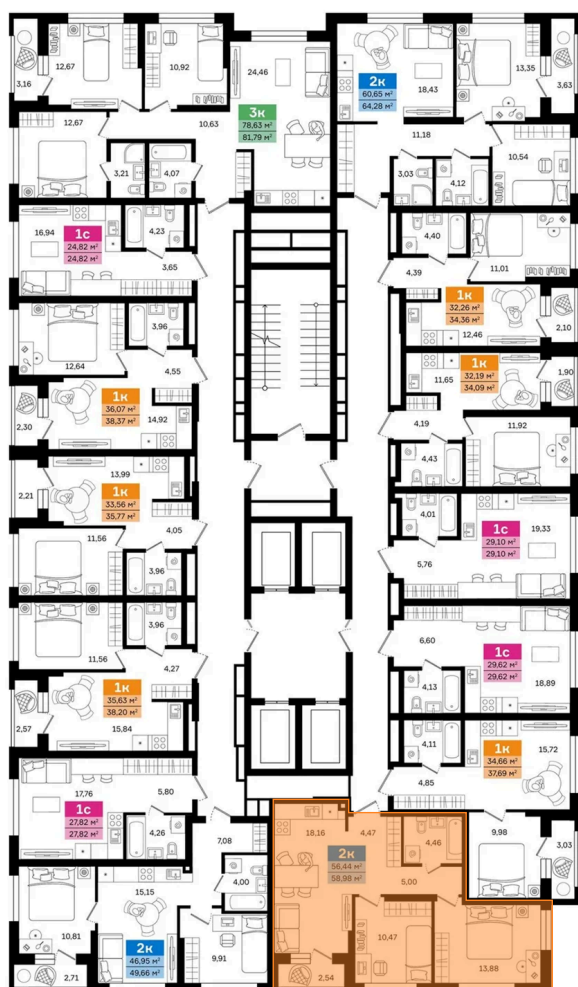 12,67
10,92
24,46
3,16
3к
78,63 м²
81,79 м²
12,67
10,63
3,21
4,07
2к
60,65 м²
64,28 м²
18,43
13,35
3,63
11,18
10,54
3,03
4,12
16,94
1с
24,82 м²
24,82 м²
4,23
3,65
4,40
11,01
4,39
1к
32,26 м²
34,36 м²
12,46
2,10
3,96
12,64
4,55
1к
36,07 м²
38,37 м²
14,92
2,30
1к
32,19 м²
34,09 м²
11,65
1,90
4,19
11,92
4,43
13,99
2,21
1к
33,56 м²
35,77 м²
4,05
11,56
3,96
4,01
1с
29,10 м²
29,10 м²
19,33
5,76
3,96
11,56
4,27
1к
35,63 м²
38,20 м²
15,84
2,57
6,60
1с
29,62 м²
29,62 м²
18,89
4,13
4,11
1к
34,66 м²
37,69 м²
15,72
4,85
17,76
5,80
1с
27,82 м²
27,82 м²
4,26
9,98
3,03
7,08
4,00
15,15
10,81
2к
46,95 м²
49,66 м²
9,91
2,71
18,16
4,47
2к
56,44 м²
58,98 м²
4,46
5,00
10,47
13,88
2,54